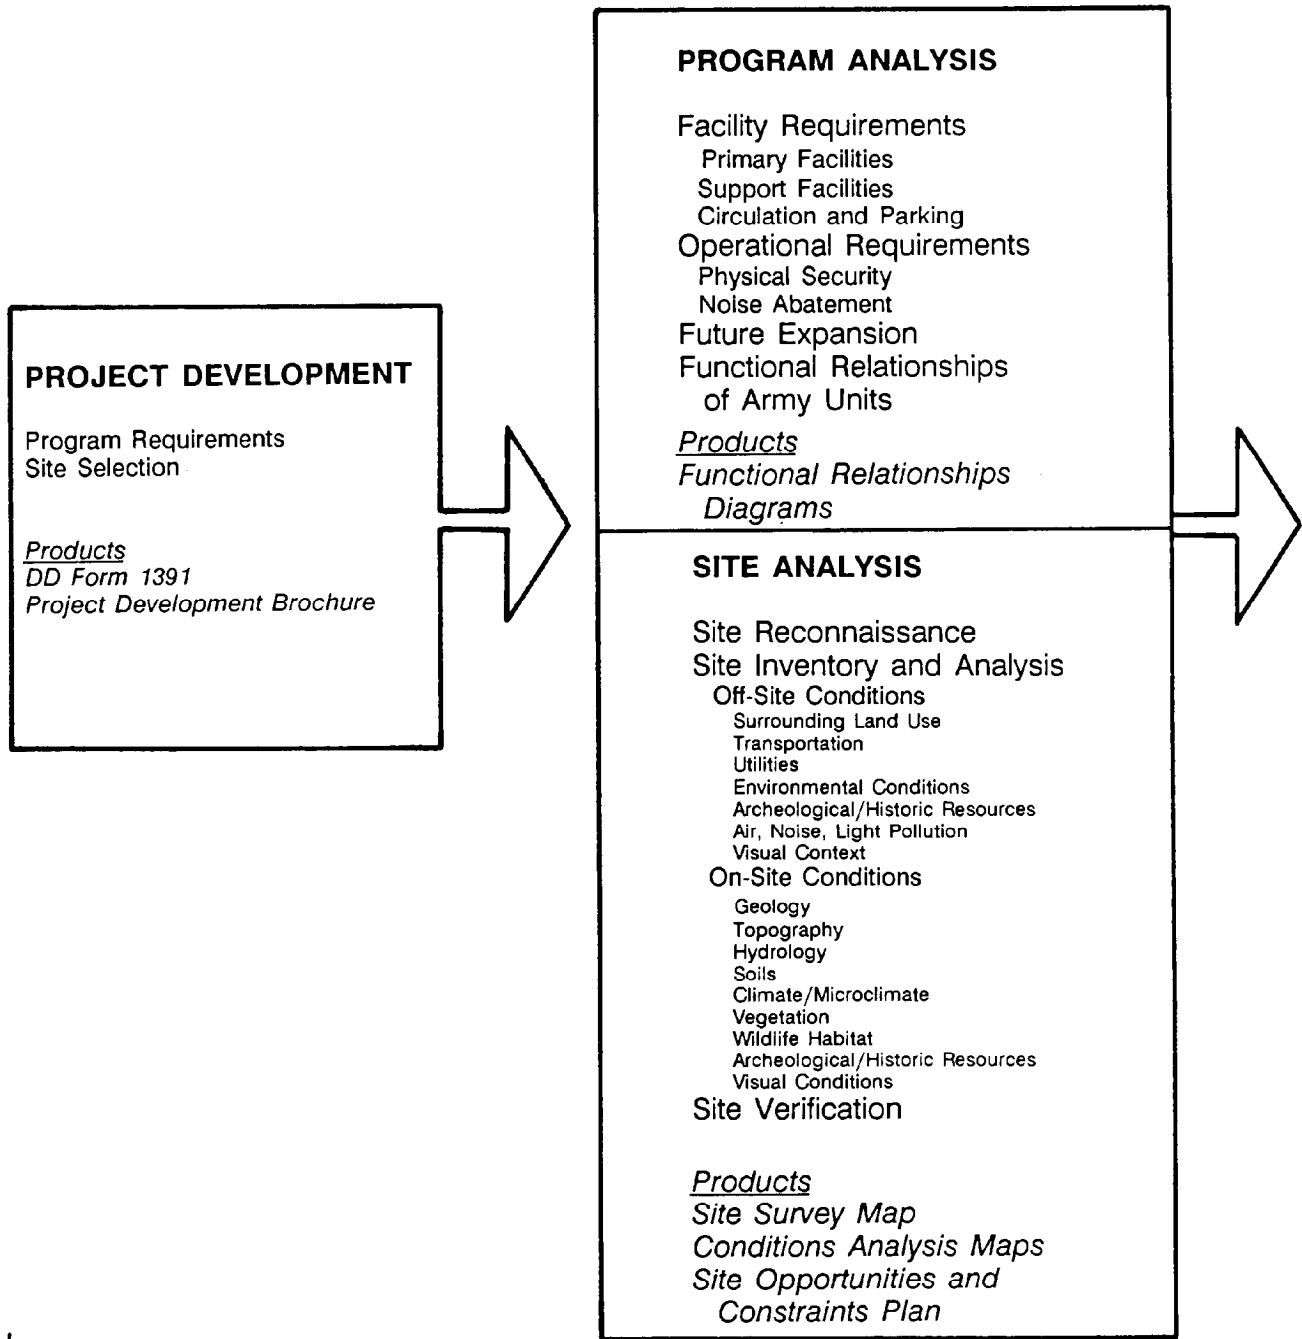 PROJECT DEVELOPMENT
Program Requirements
Site Selection
Products
DD Form 1391
Project Development Brochure
PROGRAM ANALYSIS
Facility Requirements
Primary Facilities
Support Facilities
Circulation and Parking
Operational Requirements
Physical Security
Noise Abatement
Future Expansion
Functional Relationships
of Army Units
Products
Functional Relationships
Diagrams
SITE ANALYSIS
Site Reconnaissance
Site Inventory and Analysis
Off-Site Conditions
Surrounding Land Use
Transportation
Utilities
Environmental Conditions
Archeological/Historic Resources
Air, Noise, Light Pollution
Visual Context
On-Site Conditions
Geology
Topography
Hydrology
Soils
Climate/Microclimate
Vegetation
Wildlife Habitat
Archeological/Historic Resources
Visual Conditions
Site Verification
Products
Site Survey Map
Conditions Analysis Maps
Site Opportunities and
Constraints Plan